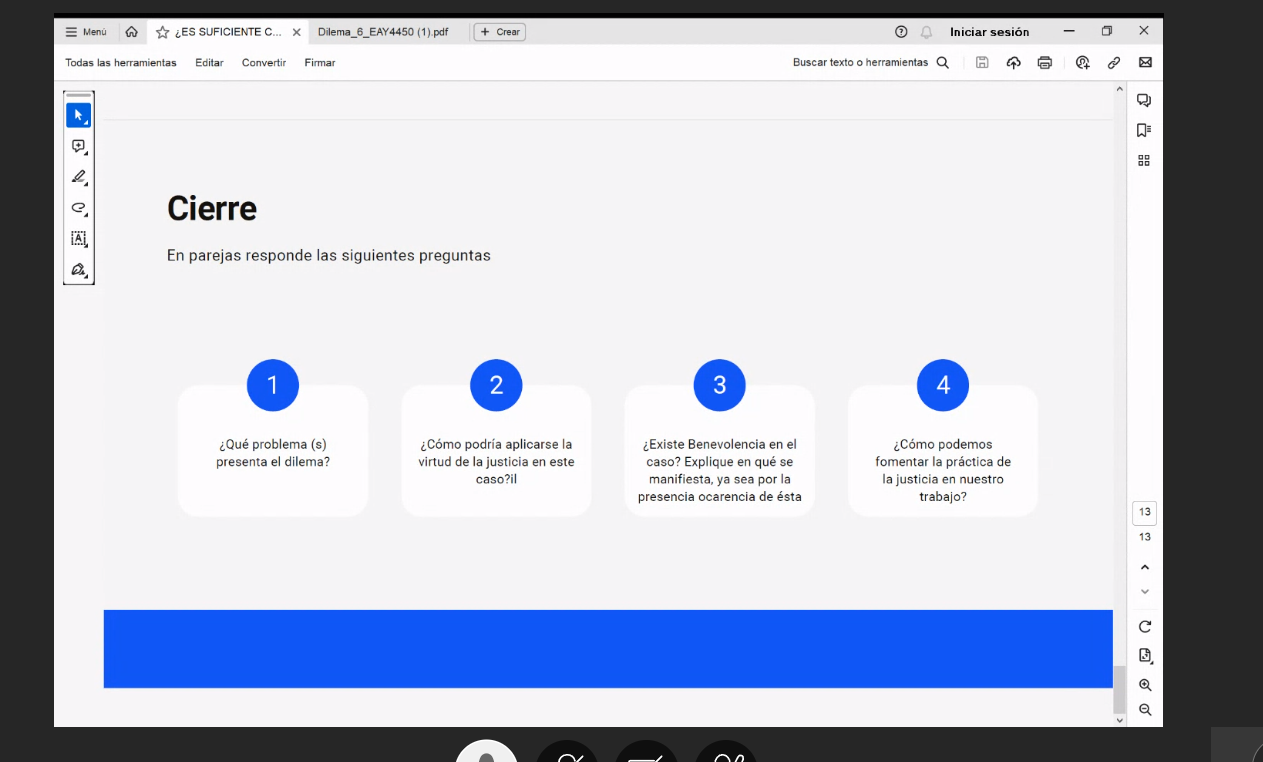 Menú
¿ES SUFICIENTE C...
Dilema_6_EAY4450 (1).pdf
Crear
Iniciar sesión
Todas las herramientas
Editar
Convertir
Firmar
Buscar texto o herramientas
Cierre
En parejas responde las siguientes preguntas
1
¿Qué problema (s)
presenta el dilema?
2
¿Cómo podría aplicarse la
virtud de la justicia en este
caso?il
3
¿Existe Benevolencia en el
caso? Explique en qué se
manifiesta, ya sea por la
presencia ocarencia de ésta
4
¿Cómo podemos
fomentar la práctica de
la justicia en nuestro
trabajo?
13
13